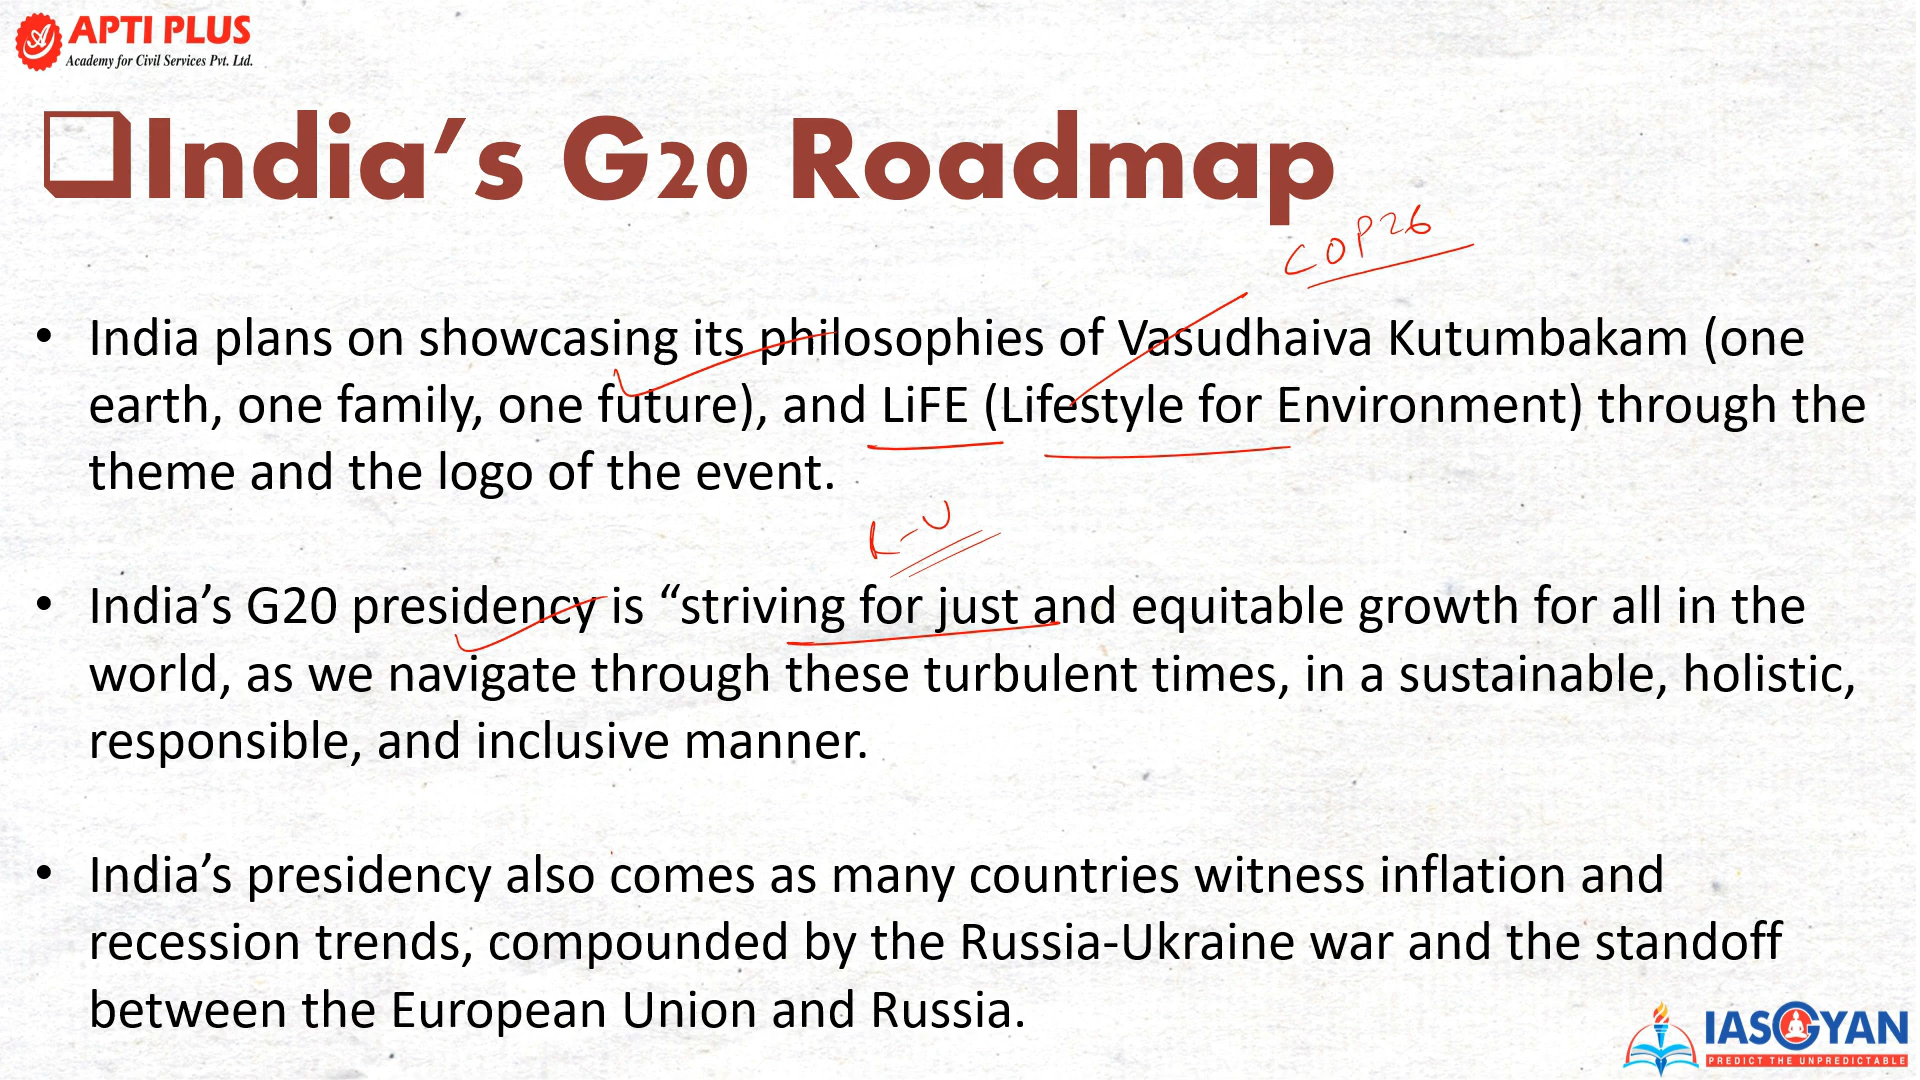 APTI PLUS
Academy for Civil Services Pvt. Ltd.
India’s G20 Roadmap
COP26
• India plans on showcasing its philosophies of Vasudhaiva Kutumbakam (one
earth, one family, one future), and LiFE (Lifestyle for Environment) through the
theme and the logo of the event.
R-U
• India’s G20 presidency is “striving for just and equitable growth for all in the
world, as we navigate through these turbulent times, in a sustainable, holistic,
responsible, and inclusive manner.
• India’s presidency also comes as many countries witness inflation and
recession trends, compounded by the Russia-Ukraine war and the standoff
between the European Union and Russia.
IASGYAN
PREDICT THE UNPREDICTABLE